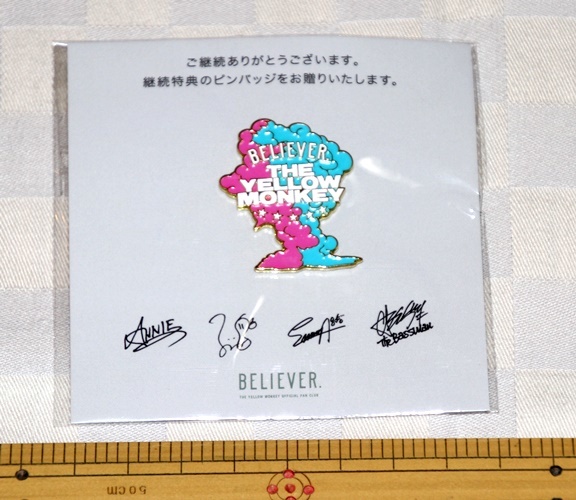 ご継続ありがとうございます。
継続特典のピンバッジをお贈りいたします。
BELIEVER.
THE
YELLOW
MONKEY
ANNIE
The Bassman
BELIEVER.
THE YELLOW MONKEY OFFICIAL FAN CLUB
50CM